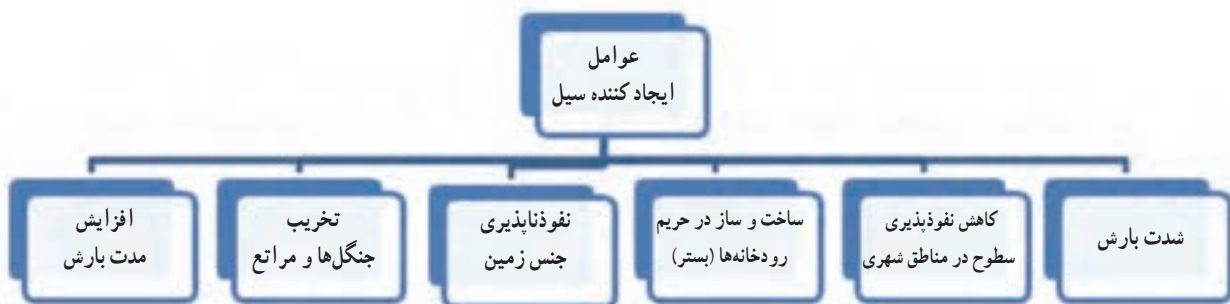 عوامل
ایجاد کننده سیل
شدت بارش
کاهش نفوذپذیری
سطوح در مناطق شهری
ساخت و ساز در حریم
رودخانه‌ها (بستر)
نفوذناپذیری
جنس زمین
تخریب
جنگل‌ها و مراتع
افزایش
مدت بارش